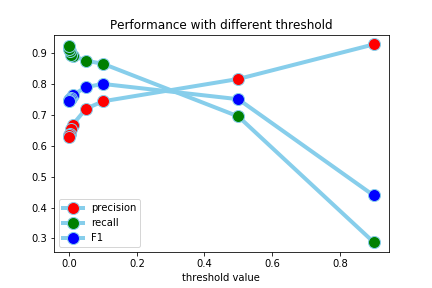 Performance with different threshold
0.9
0.8
0.7
0.6
0.5
0.4
0.3
precision
recall
F1
0.0 0.2 0.4 0.6 0.8
threshold value